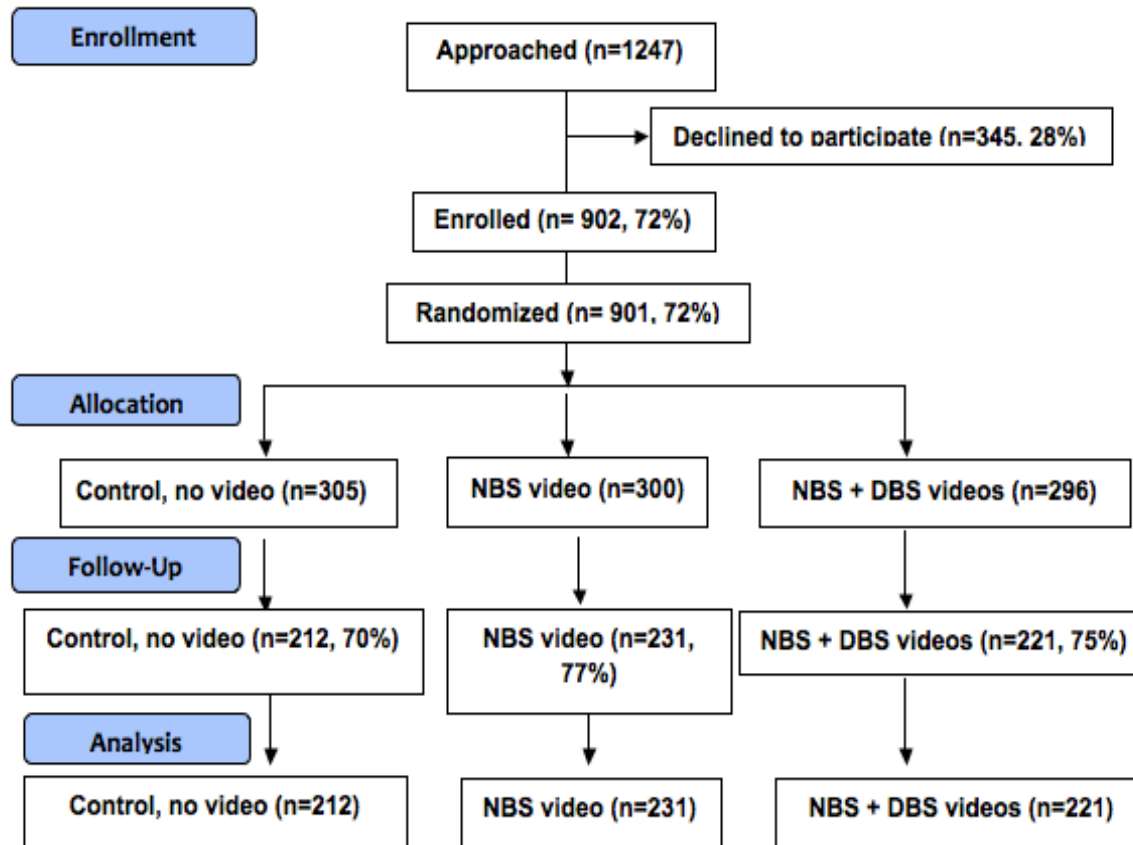 Enrollment
Approached (n=1247)
Declined to participate (n=345, 28%)
Enrolled (n= 902, 72%)
Randomized (n= 901, 72%)
Allocation
Control, no video (n=305)
NBS video (n=300)
NBS + DBS videos (n=296)
Follow-Up
Control, no video (n=212, 70%)
NBS video (n=231,
77%)
NBS + DBS videos (n=221, 75%)
Analysis
Control, no video (n=212)
NBS video (n=231)
NBS + DBS videos (n=221)